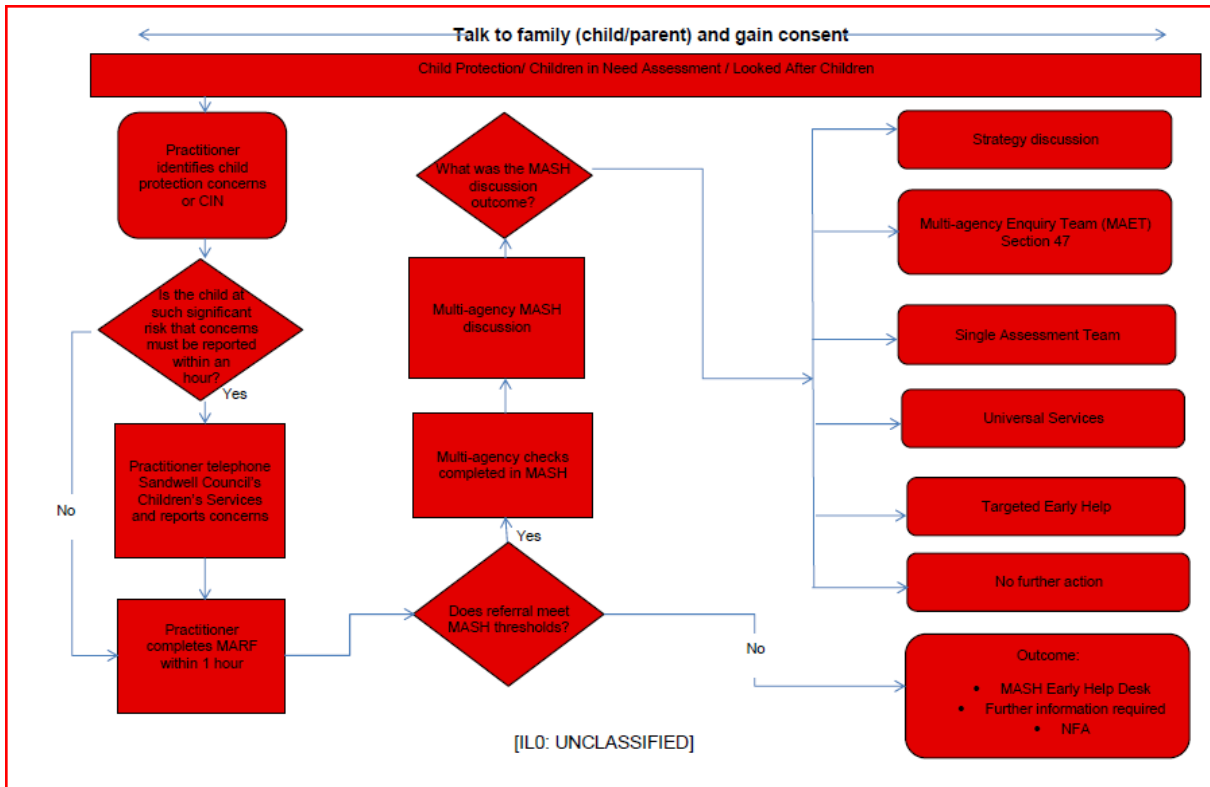 Talk to family (child/parent) and gain consent
Child Protection/ Children in Need Assessment / Looked After Children
Practitioner
identifies child
protection concerns
or CIN
Is the child at
such significant
risk that concerns
must be reported
within an
hour?
Yes
No
Practitioner telephone
Sandwell Council's
Children's Services
and reports concerns
Practitioner
completes MARF
within 1 hour
What was the MASH
discussion
outcome?
Multi-agency MASH
discussion
Multi-agency checks
completed in MASH
Yes
Does referral meet
MASH thresholds?
No
Strategy discussion
Multi-agency Enquiry Team (MAET)
Section 47
Single Assessment Team
Universal Services
Targeted Early Help
No further action
Outcome:
• MASH Early Help Desk
• Further information required
• NFA
[IL0: UNCLASSIFIED]